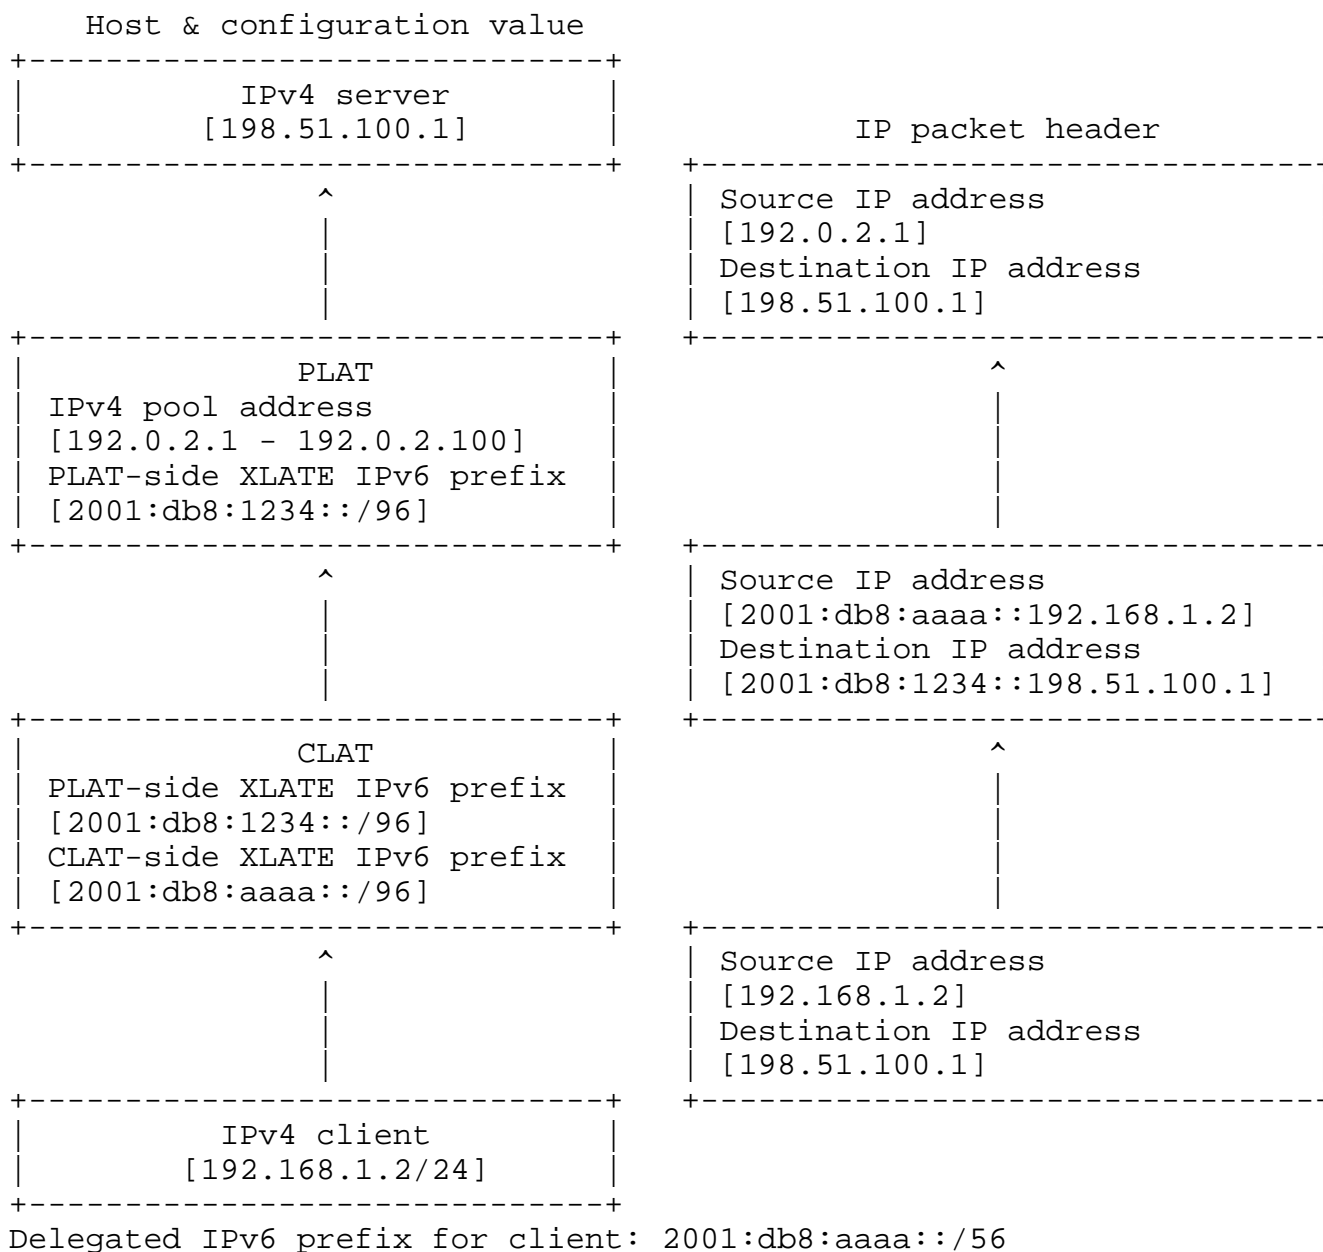 Host & configuration value
IPv4 server
[198.51.100.1]
IP packet header
Source IP address
[192.0.2.1]
Destination IP address
[198.51.100.1]
PLAT
IPv4 pool address
[192.0.2.1 - 192.0.2.100]
PLAT-side XLATE IPv6 prefix
[2001:db8:1234::/96]
Source IP address
[2001:db8:aaaa::192.168.1.2]
Destination IP address
[2001:db8:1234::198.51.100.1]
CLAT
PLAT-side XLATE IPv6 prefix
[2001:db8:1234::/96]
CLAT-side XLATE IPv6 prefix
[2001:db8:aaaa::/96]
Source IP address
[192.168.1.2]
Destination IP address
[198.51.100.1]
IPv4 client
[192.168.1.2/24]
Delegated IPv6 prefix for client: 2001:db8:aaaa::/56